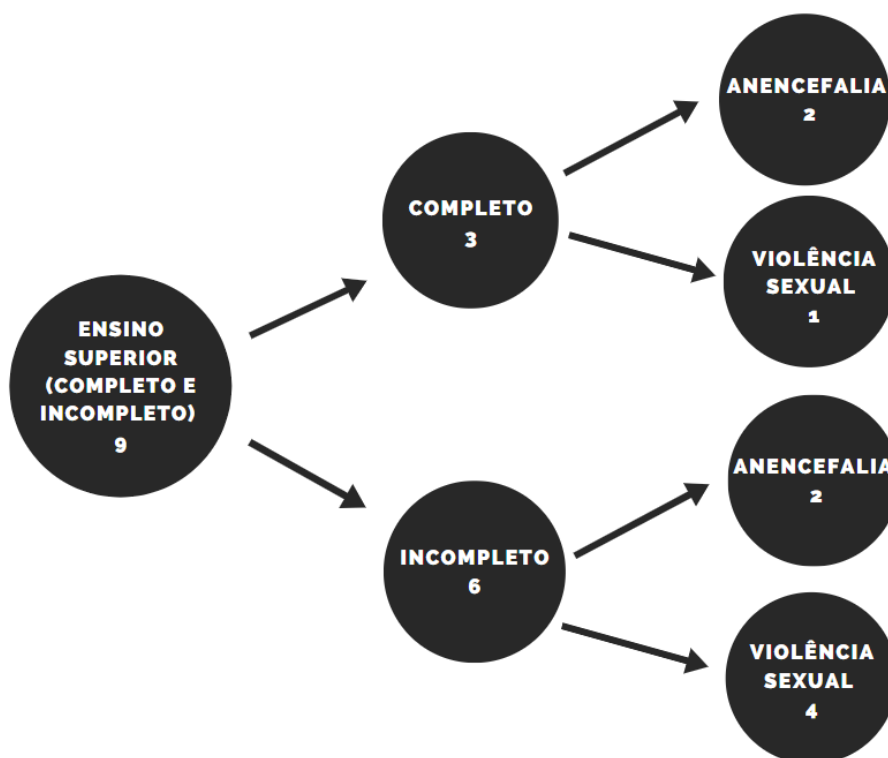 ENSINO
SUPERIOR
(COMPLETO E
INCOMPLETO)
9
COMPLETO
3
ANENCEFALIA
2
VIOLÊNCIA
SEXUAL
1
INCOMPLETO
6
ANENCEFALIA
2
VIOLÊNCIA
SEXUAL
4